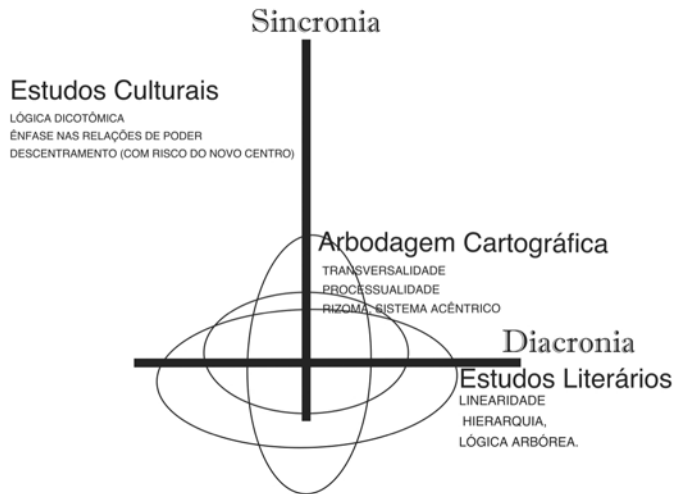 Sincronia
Estudos Culturais
LÓGICA DICOTÔMICA
ÊNFASE NAS RELAÇÕES DE PODER
DESCENTRAMENTO (COM RISCO DO NOVO CENTRO)
Arbodagem Cartográfica
TRANSVERSALIDADE
PROCESSUALIDADE
RIZOMA, SISTEMA ACÊNTRICO
Diacronia
Estudos Literários
LINEARIDADE
HIERARQUIA,
LÓGICA ARBÓREA.